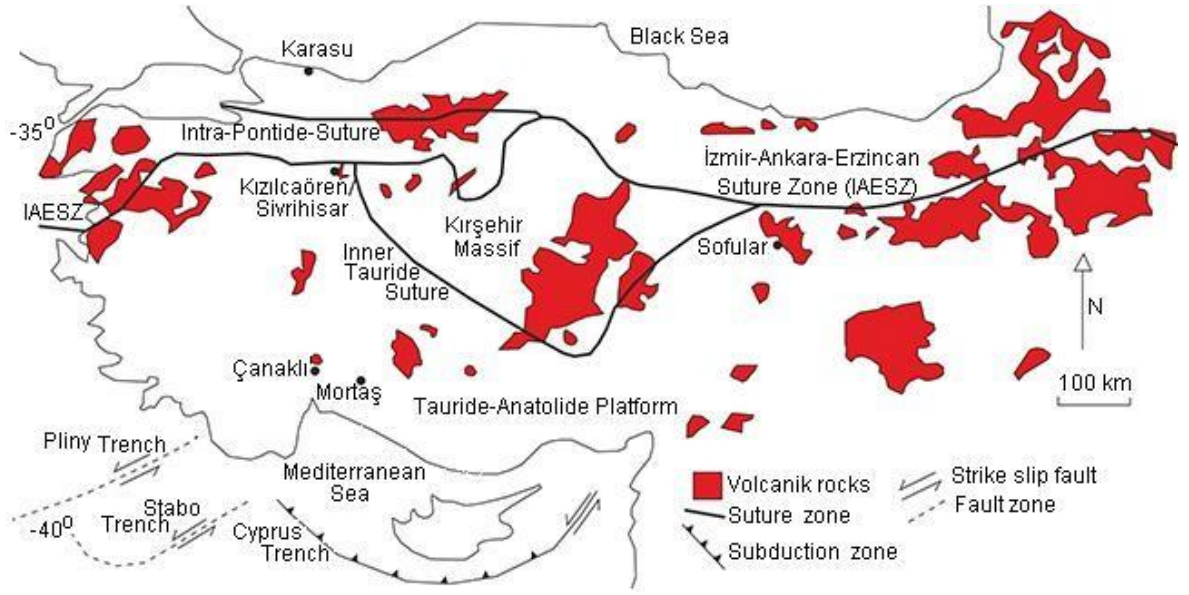 Black Sea
Karasu
-35⁰
Intra-Pontide-Suture
İzmir-Ankara-Erzincan
Suture Zone (IAESZ)
Kızılcaören/
Sivrihisar
IAESZ
Kırşehir
Massif
Inner
Tauride
Suture
Sofular
N
100 km
Çanaklı
Mortaş
Tauride-Anatolide Platform
Pliny Trench
Mediterranean
Sea
Stabo
Trench
-40⁰
Cyprus
Trench
Volcanik rocks
Suture zone
Subduction zone
Strike slip fault
Fault zone